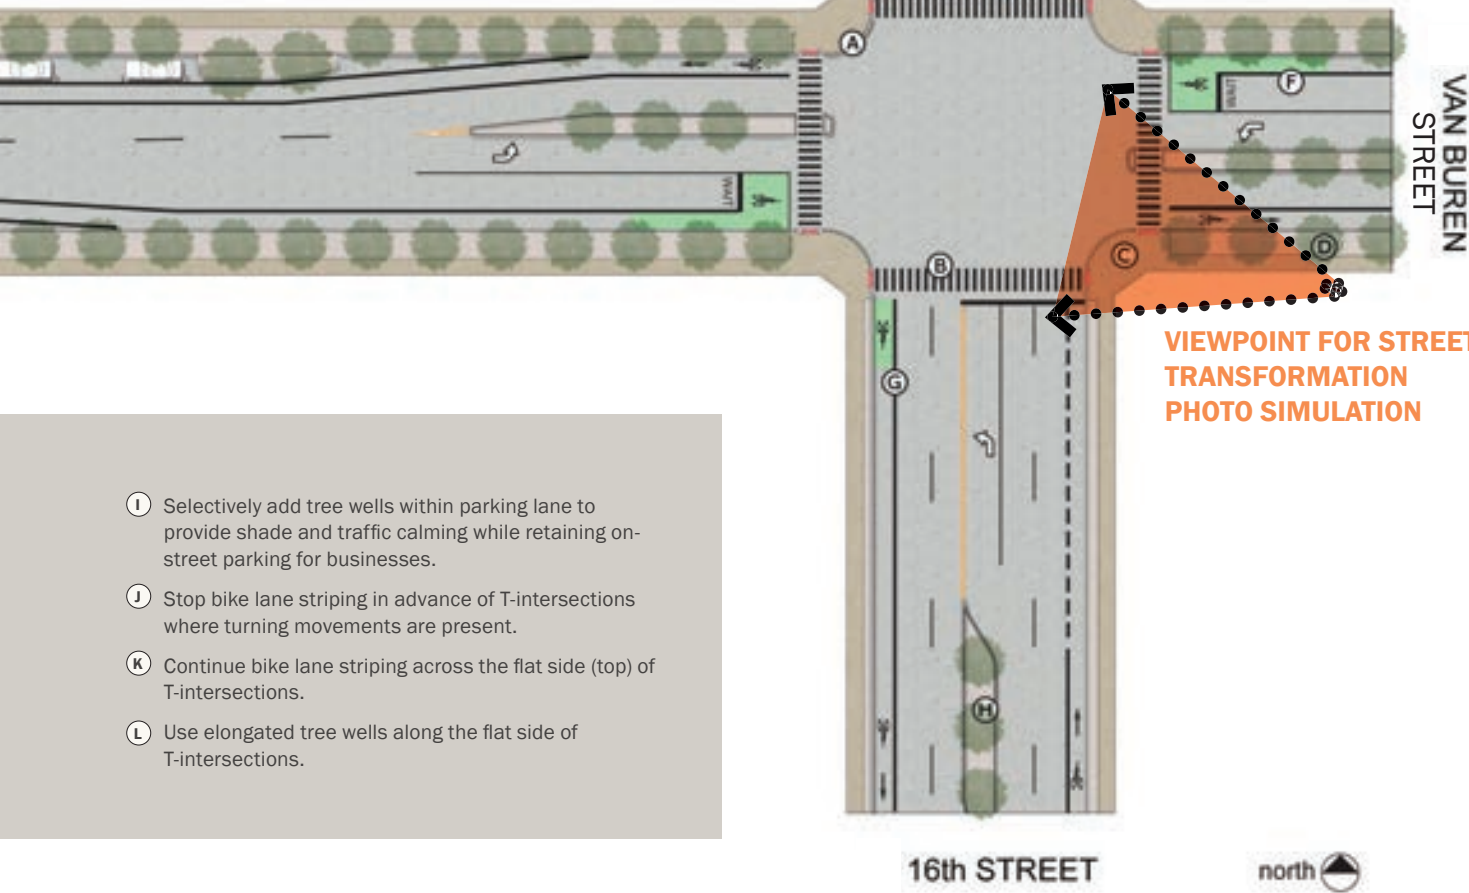 A
F
WAIT
VAN BUREN
STREET
WAIT
B
C
D
VIEWPOINT FOR STREET
TRANSFORMATION
PHOTO SIMULATION
G
I Selectively add tree wells within parking lane to
provide shade and traffic calming while retaining on-
street parking for businesses.
J Stop bike lane striping in advance of T-intersections
where turning movements are present.
K Continue bike lane striping across the flat side (top) of
T-intersections.
L Use elongated tree wells along the flat side of
T-intersections.
H
16th STREET
north